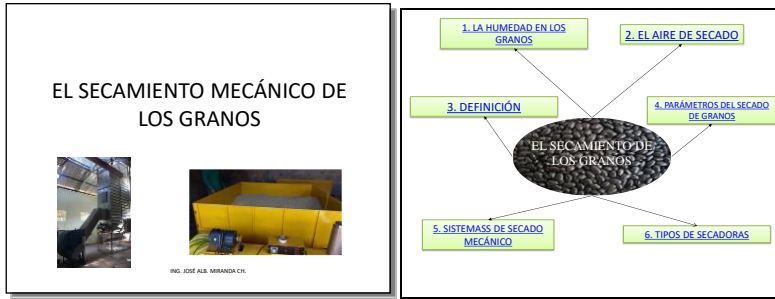 EL SECAMIENTO MECÁNICO DE
LOS GRANOS
ING. JOSÉ ALB. MIRANDA CH.
1. LA HUMEDAD EN LOS
GRANOS
2. EL AIRE DE SECADO
3. DEFINICIÓN
4. PARÁMETROS DEL SECADO
DE GRANOS
EL SECAMIENTO DE
LOS GRANOS
5. SISTEMASS DE SECADO
MECÁNICO
6. TIPOS DE SECADORAS